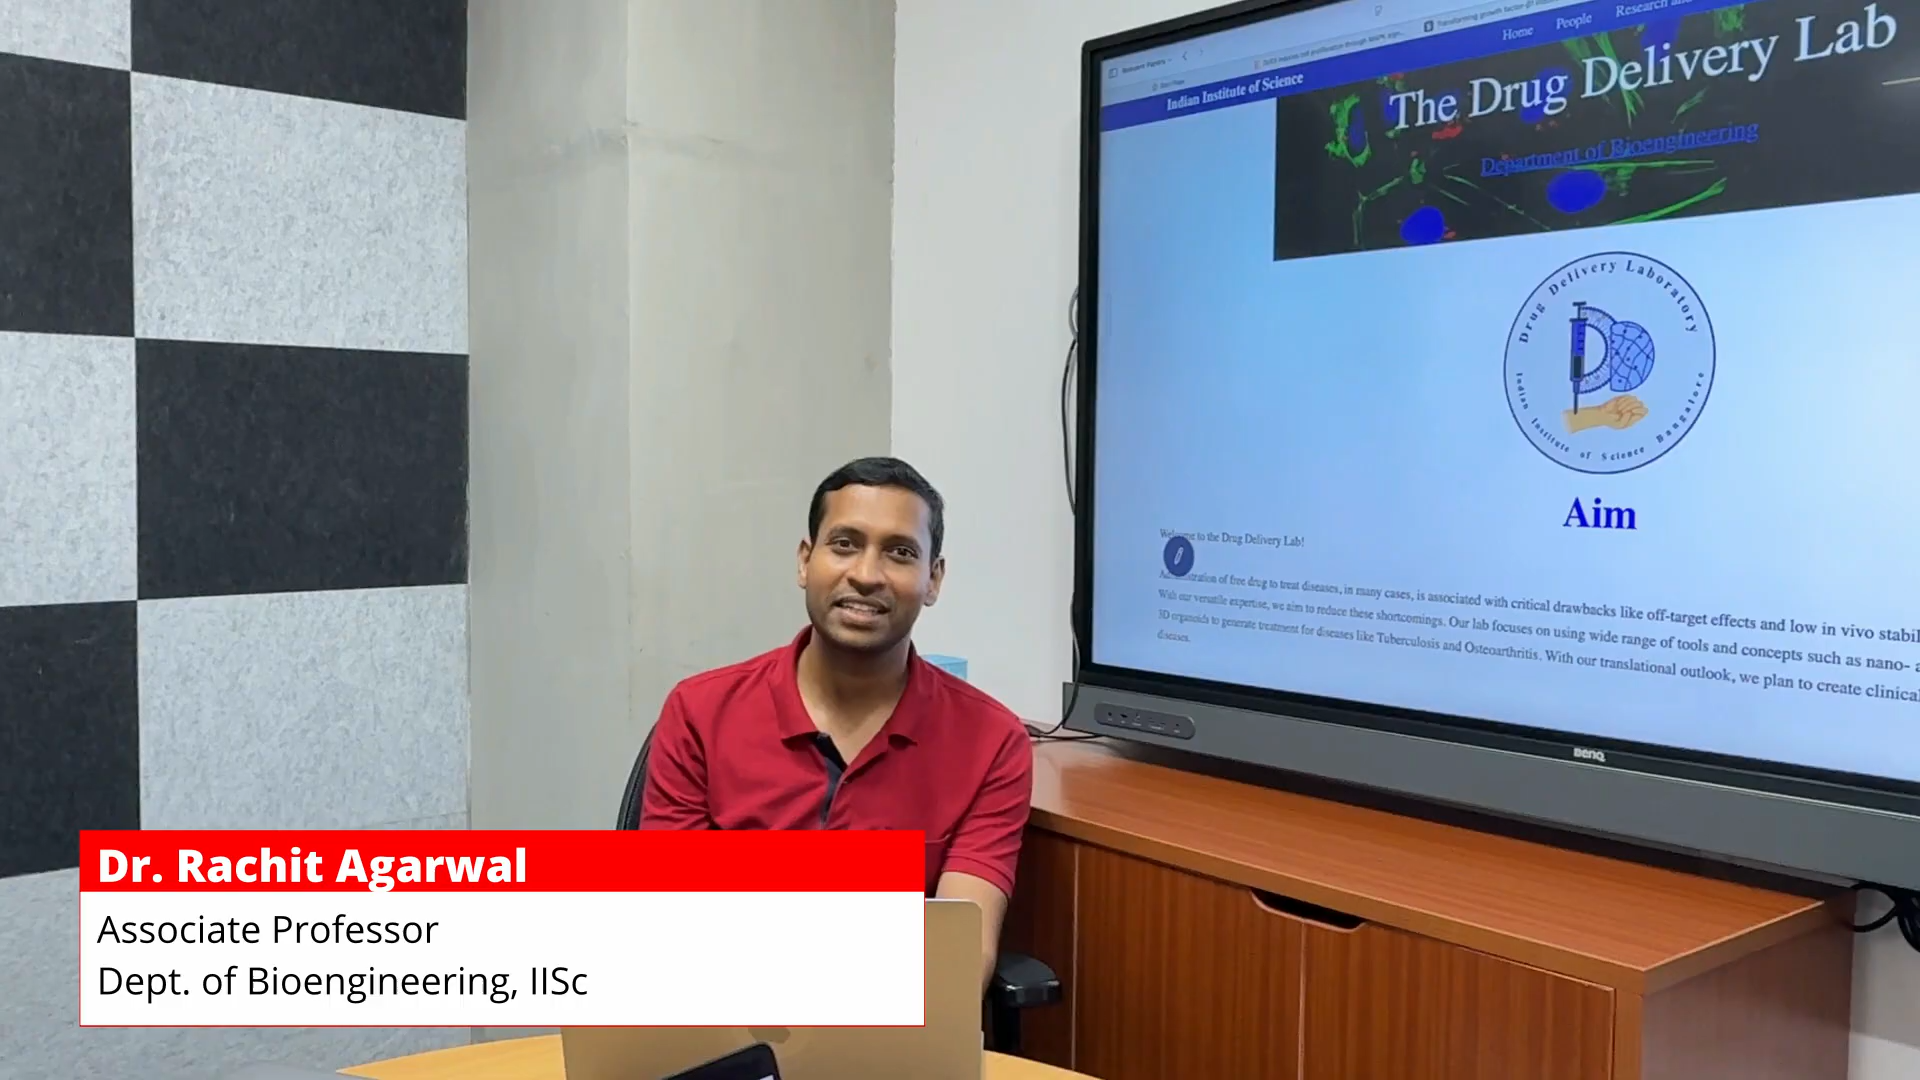 Home People Research and
Indian Institute of Science
The Drug Delivery Lab
Department of Bioengineering
Drug Delivery Laboratory
Indian Institute of Science Bangalore
Aim
Welcome to the Drug Delivery Lab!
of free drug to treat diseases, in many cases, is associated with critical drawbacks like off-target effects and low in vivo stabil
With our versatile expertise, we aim to reduce these shortcomings. Our lab focuses on using wide range of tools and concepts such as nano- a
3D organoids to generate treatment for diseases like Tuberculosis and Osteoarthritis. With our translational outlook, we plan to create clinical
diseases.
BenQ
Dr. Rachit Agarwal
Associate Professor
Dept. of Bioengineering, IISc